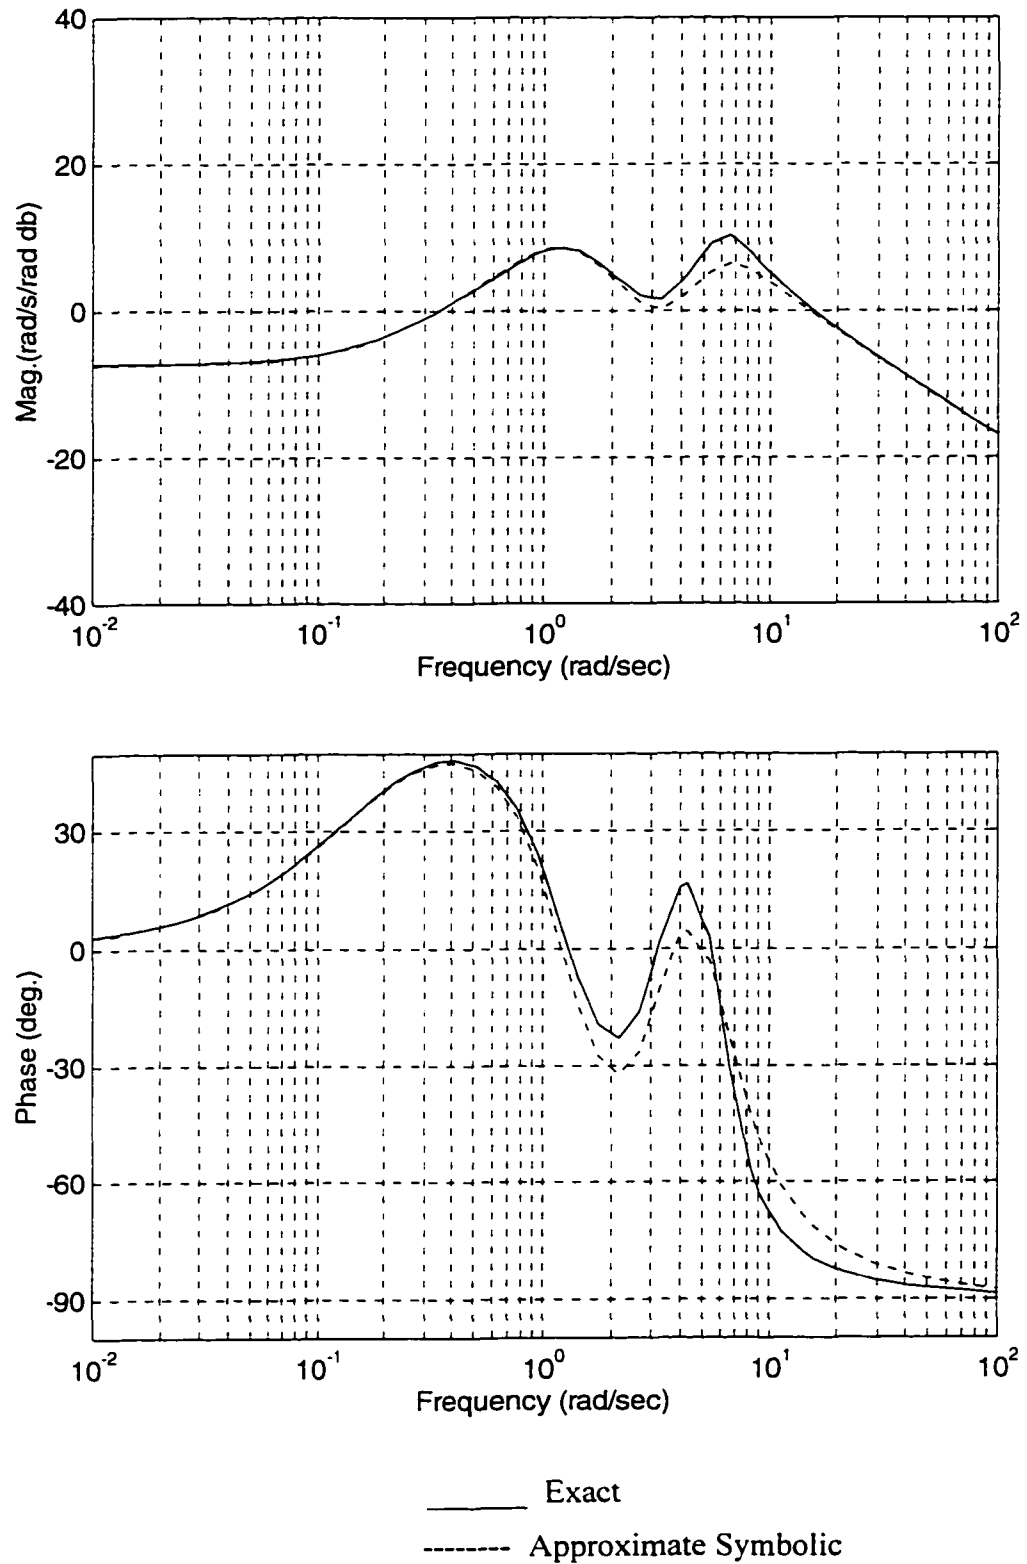 40
20
0
-20
-40
Mag.(rad/s/rad db)
10-2 10-1 100 101 102
Frequency (rad/sec)
30
0
-30
-60
-90
Phase (deg.)
10-2 10-1 100 101 102
Frequency (rad/sec)
Exact
Approximate Symbolic